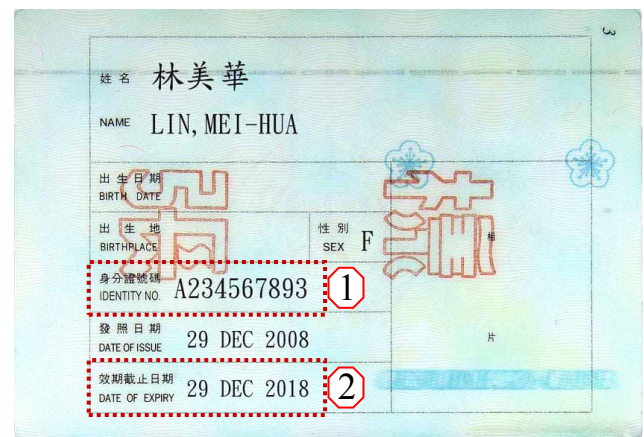 3
姓 名 林美華
NAME LIN, MEI-HUA
出 生 日 期
BIRTH DATE
出 生 地
BIRTHPLACE
性 別
SEX F
身分證號碼
IDENTITY NO. A234567893 1
發 照 日 期
DATE OF ISSUE 29 DEC 2008
效期截止日期
DATE OF EXPIRY 29 DEC 2018 2
相
片